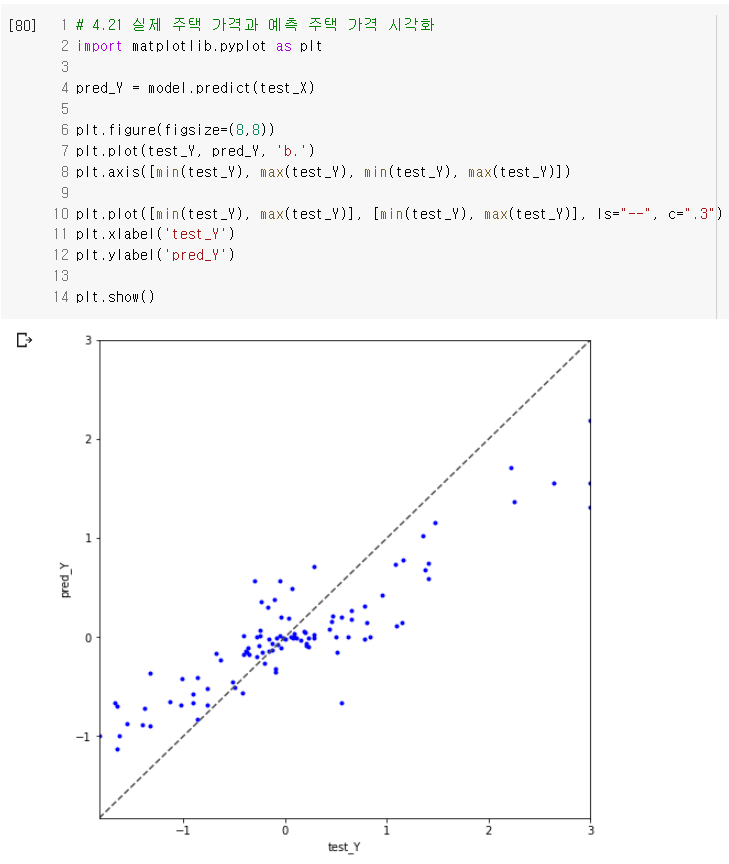 [80] 1 # 4.21 실제 주택 가격과 예측 주택 가격 시각화
2 import matplotlib.pyplot as plt
3
4 pred_Y = model.predict(test_X)
5
6 plt.figure(figsize=(8,8))
7 plt.plot(test_Y, pred_Y, 'b.')
8 plt.axis([min(test_Y), max(test_Y), min(test_Y), max(test_Y)])
9
10 plt.plot([min(test_Y), max(test_Y)], [min(test_Y), max(test_Y)], ls="--", c=".3")
11 plt.xlabel('test_Y')
12 plt.ylabel('pred_Y')
13
14 plt.show()
3
2
1
0
−1
pred_Y
−1 0 1 2 3
test_Y